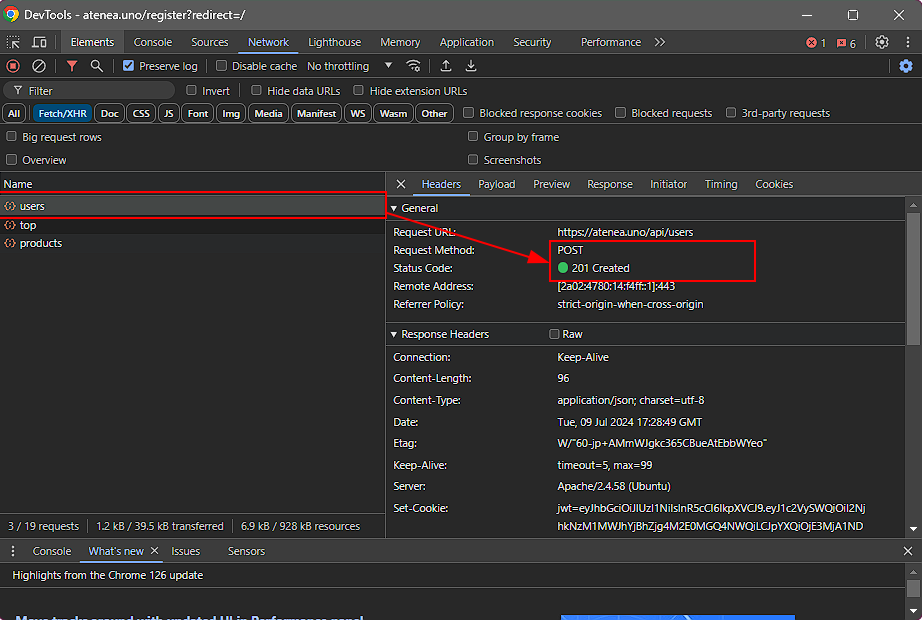 DevTools - atenea.uno/register?redirect=/
Elements Console Sources Network Lighthouse Memory Application Security Performance 1 6
Preserve log Disable cache No throttling
Filter Invert Hide data URLs Hide extension URLs
All Fetch/XHR Doc CSS JS Font Img Media Manifest WS Wasm Other Blocked response cookies Blocked requests 3rd-party requests
Big request rows Group by frame
Overview Screenshots
Name Headers Payload Preview Response Initiator Timing Cookies
users
top
products
General
Request URL: https://atenea.uno/api/users
Request Method: POST
Status Code: 201 Created
Remote Address: [2a02:4780:14:f4ff::1]:443
Referrer Policy: strict-origin-when-cross-origin
Response Headers Raw
Connection: Keep-Alive
Content-Length: 96
Content-Type: application/json; charset=utf-8
Date: Tue, 09 Jul 2024 17:28:49 GMT
Etag: W/"60-jp+AMmWJgkc365CBueAtEbbWYeo"
Keep-Alive: timeout=5, max=99
Server: Apache/2.4.58 (Ubuntu)
Set-Cookie: jwt=eyJhbGciOiJIUzI1NiIsInR5cCI6IkpXVCJ9.eyJ1c2VySWQiOiI2Nj
hkNzM1MWJhYjBhZjg4M2E0MGQ4NWQiLCJpYXQiOjE3MjA1ND
3 / 19 requests 1.2 kB / 39.5 kB transferred 6.9 kB / 928 kB resources
Console What's new Issues Sensors
Highlights from the Chrome 126 update
Move tracks around with updated UI in Performance panel